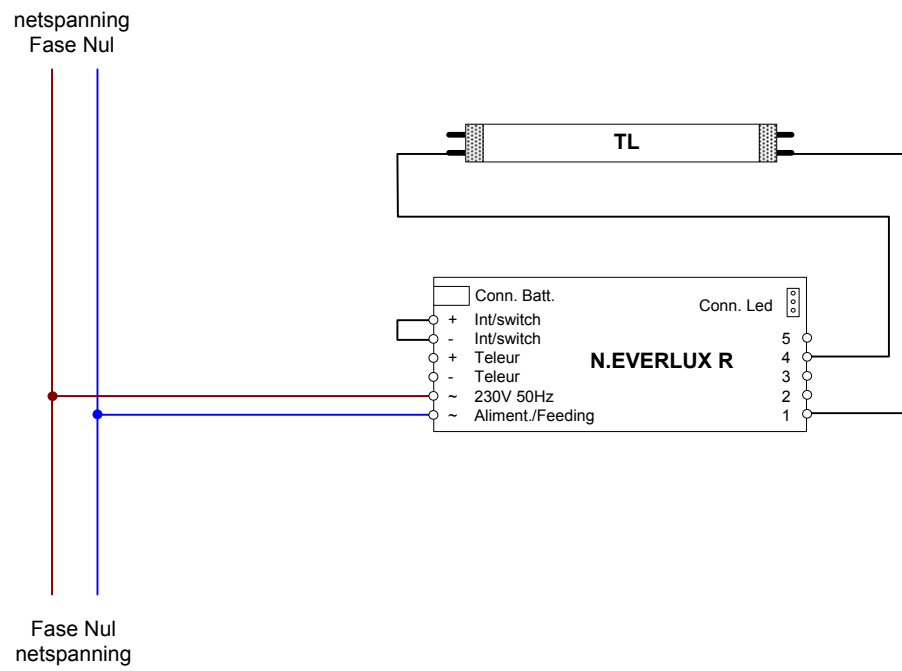 netspanning
Fase Nul
TL
Conn. Batt.
Conn. Led
+ Int/switch
- Int/switch
+ Teleur
- Teleur
~ 230V 50Hz
~ Aliment./Feeding
N.EVERLUX R
5
4
3
2
1
Fase Nul
netspanning